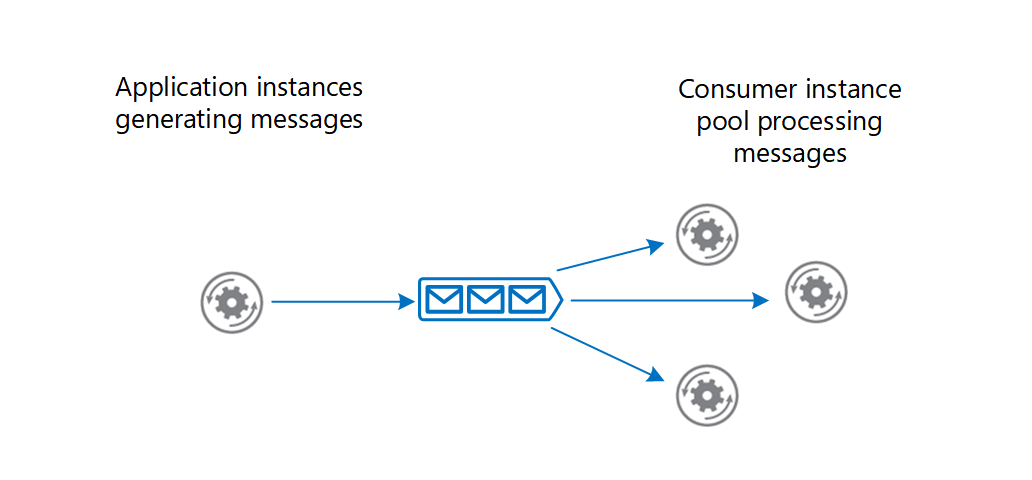 Application instances
generating messages
Consumer instance
pool processing
messages